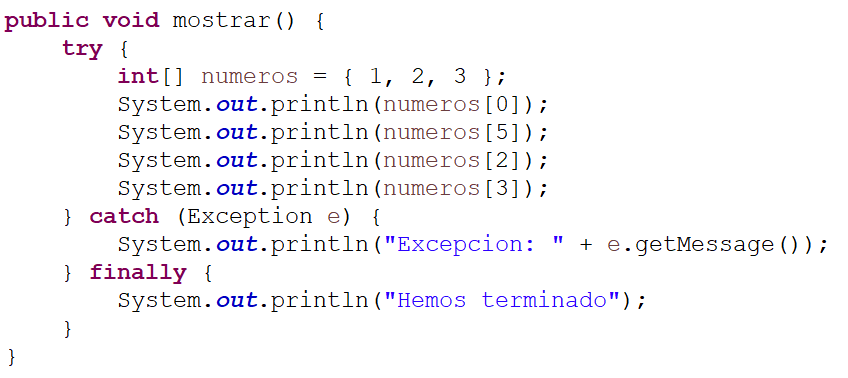 public void mostrar() {
    try {
        int[] numeros = { 1, 2, 3 };
        System.out.println(numeros[0]);
        System.out.println(numeros[5]);
        System.out.println(numeros[2]);
        System.out.println(numeros[3]);
    } catch (Exception e) {
        System.out.println("Excepcion: " + e.getMessage());
    } finally {
        System.out.println("Hemos terminado");
    }
}